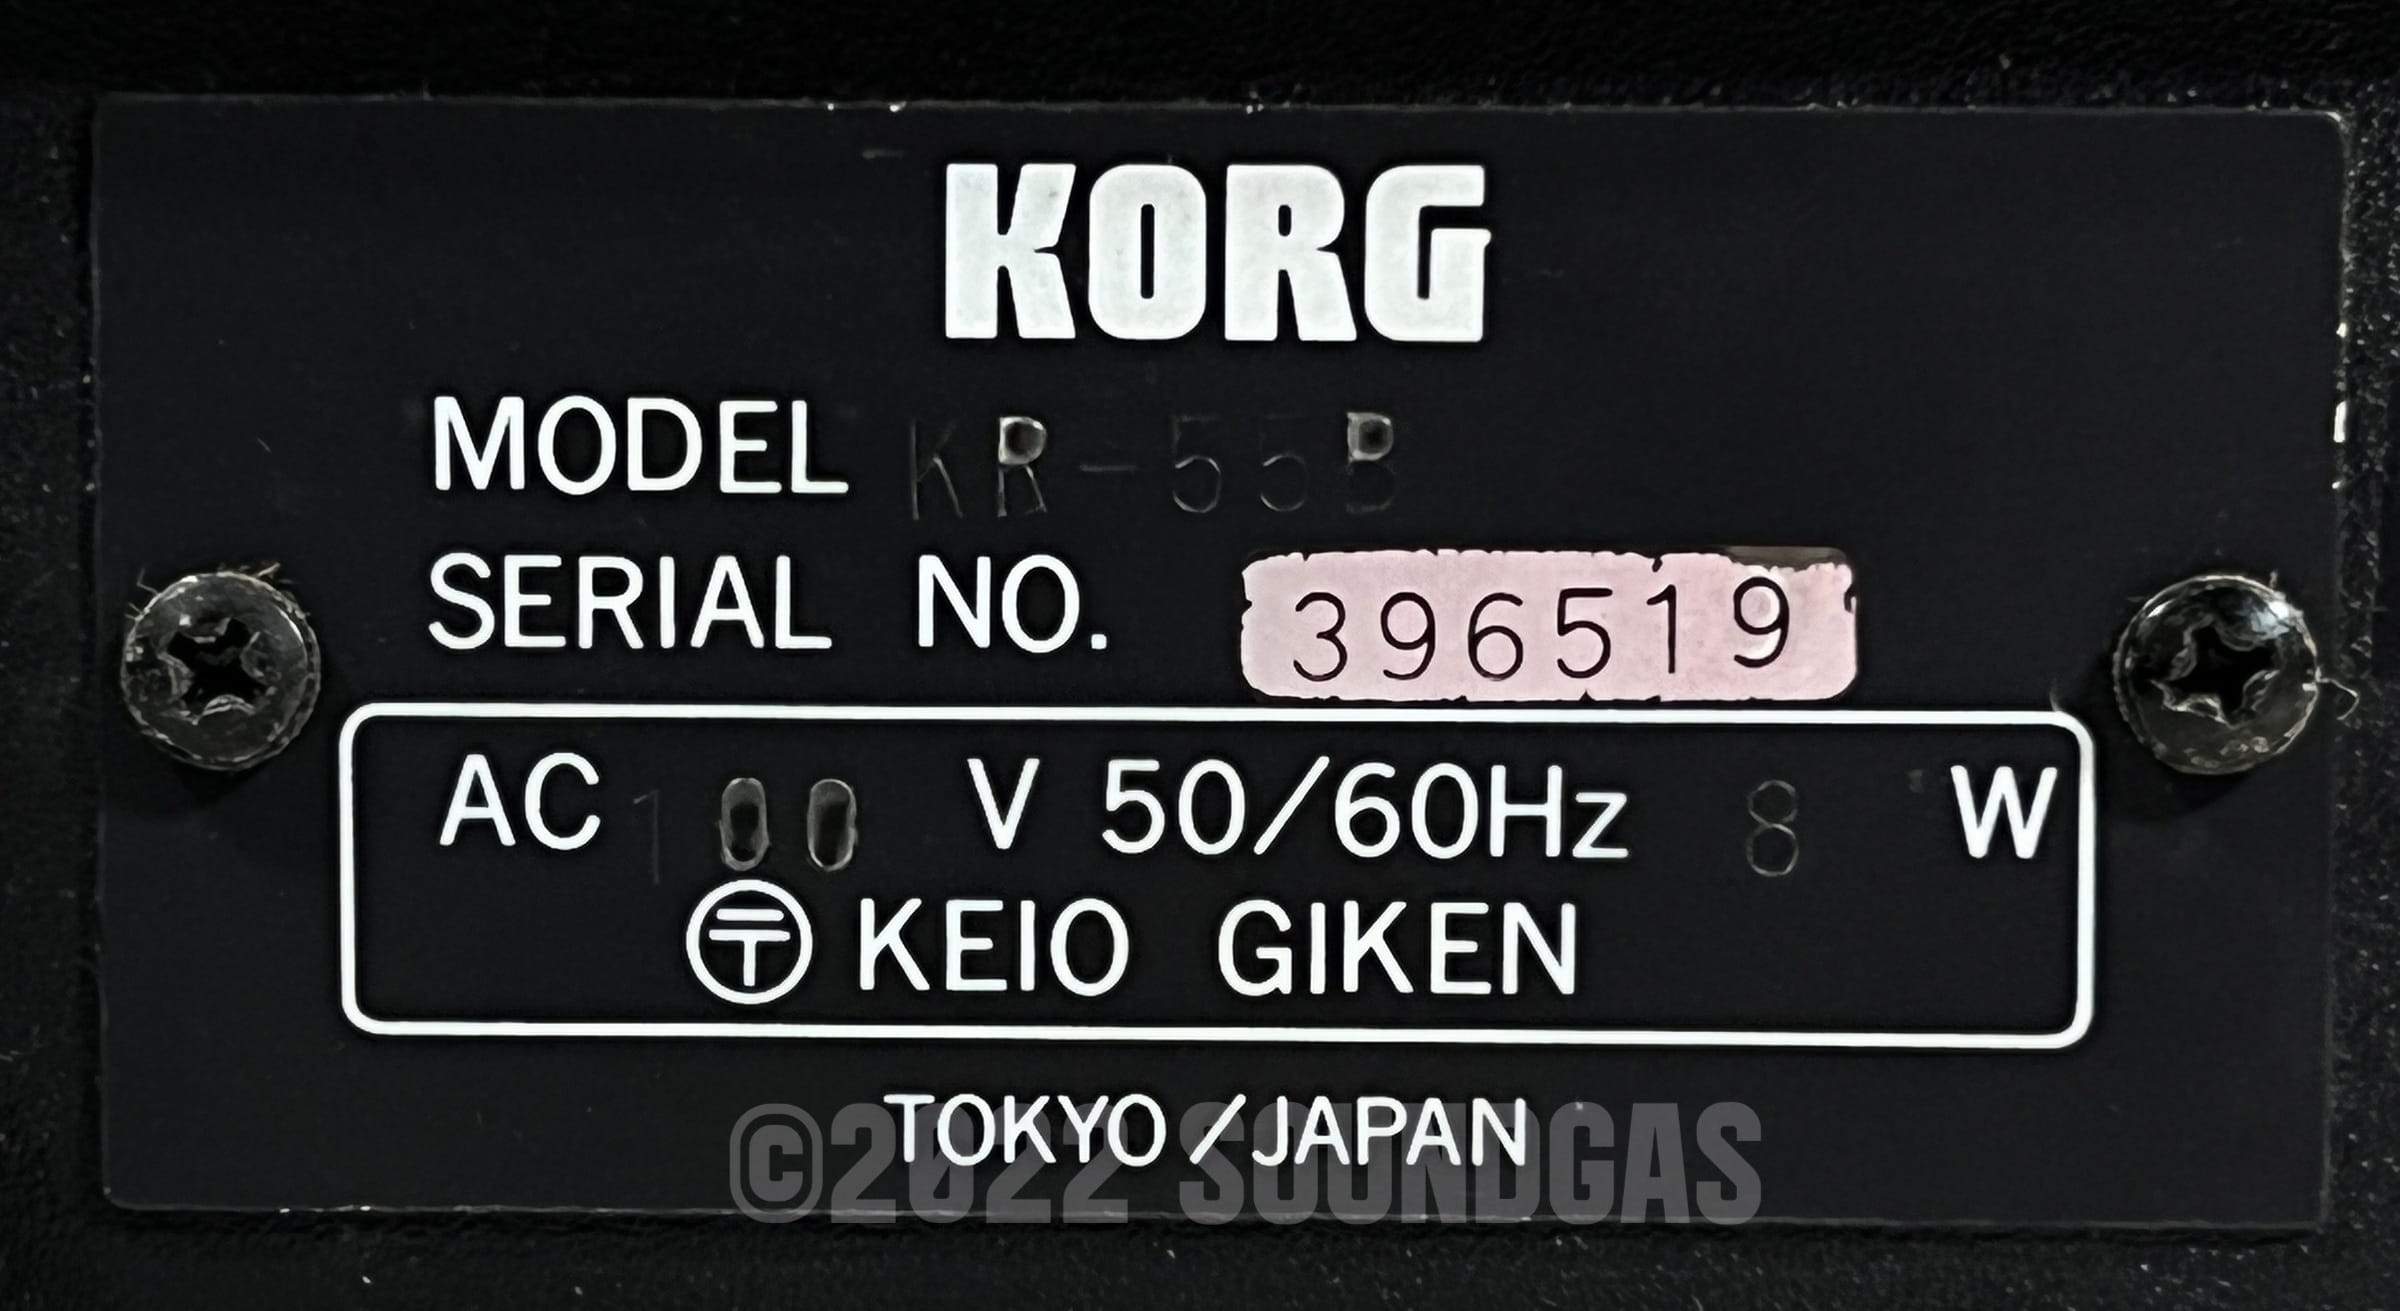 KORG
MODEL KR-55B
SERIAL NO. 396519
AC 100 V 50/60Hz 8 W
〶 KEIO GIKEN
TOKYO/JAPAN
©2022 SOUNDGAS